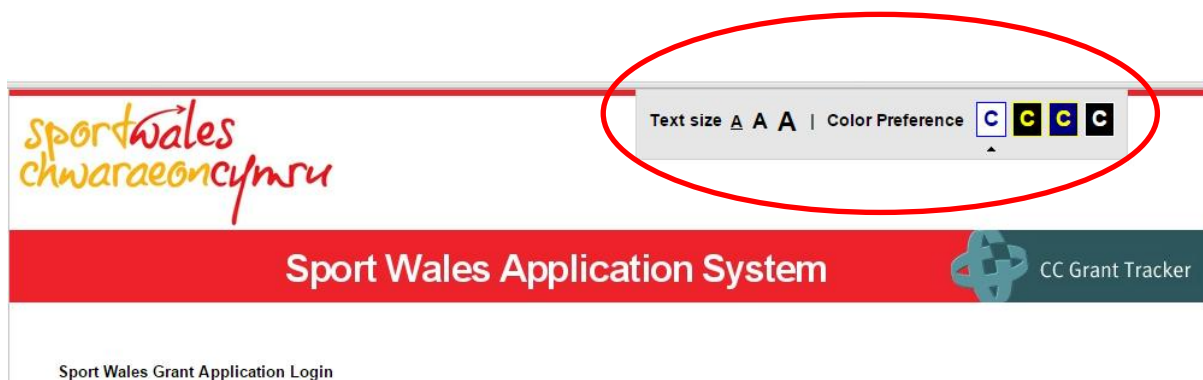 sportwales
chwaraeoncymru
Text size A A A | Color Preference C C C C
Sport Wales Application System
CC Grant Tracker
Sport Wales Grant Application Login